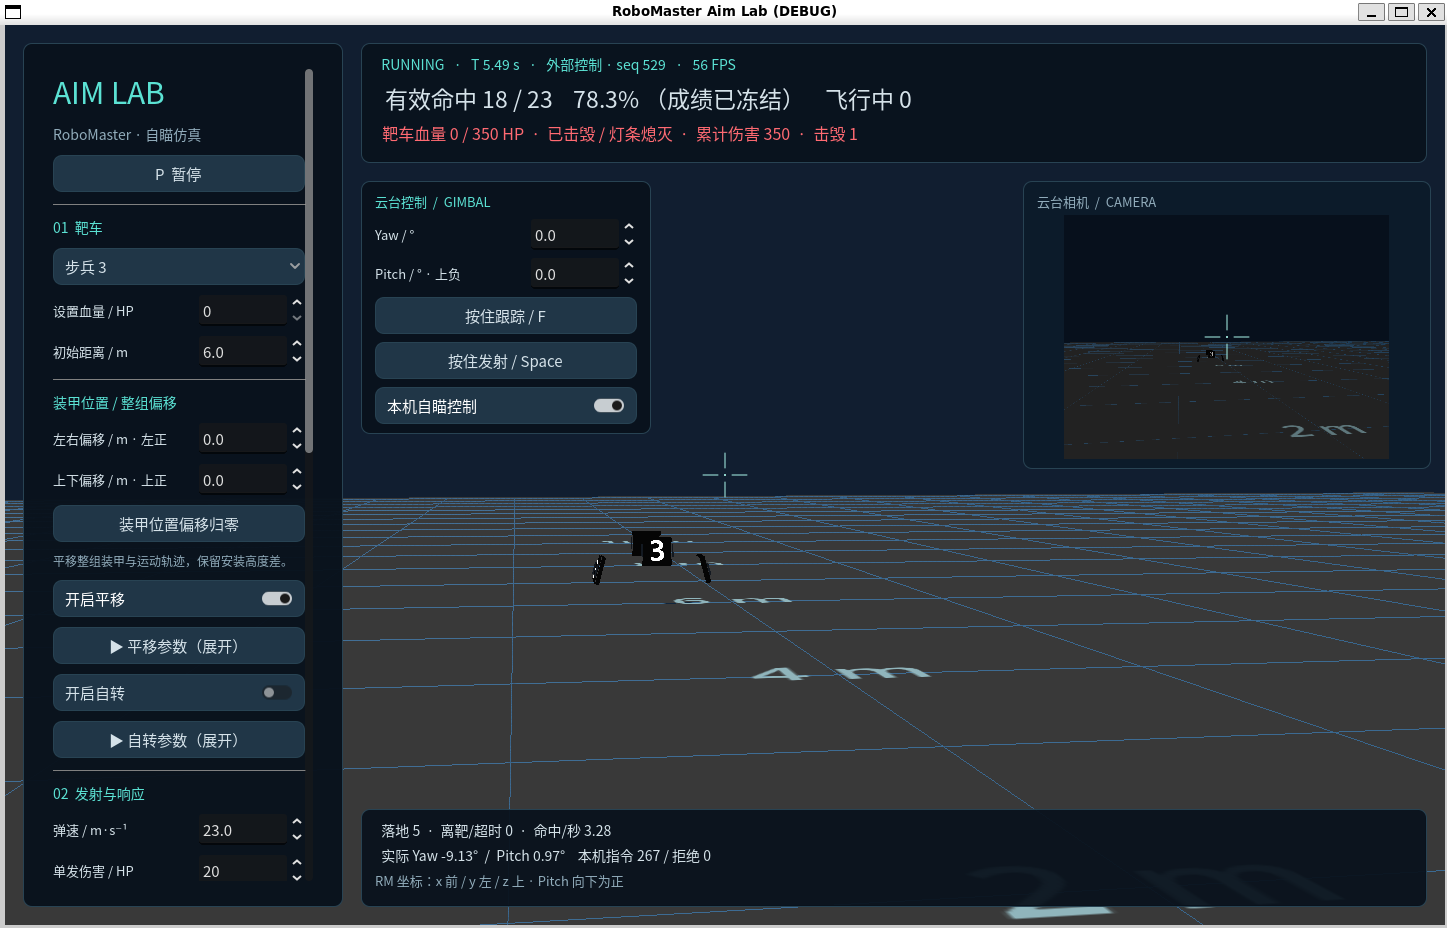 RoboMaster Aim Lab (DEBUG)
AIM LAB
RoboMaster · 自瞄仿真
P 暂停
01 靶车
步兵 3
设置血量 / HP 0
初始距离 / m 6.0
装甲位置 / 整组偏移
左右偏移 / m · 左正 0.0
上下偏移 / m · 上正 0.0
装甲位置偏移归零
平移整组装甲与运动轨迹，保留安装高度差。
开启平移
▶ 平移参数（展开）
开启自转
▶ 自转参数（展开）
02 发射与响应
弹速 / m·s⁻¹ 23.0
单发伤害 / HP 20
RUNNING · T 5.49 s · 外部控制 · seq 529 · 56 FPS
有效命中 18 / 23 78.3% （成绩已冻结） 飞行中 0
靶车血量 0 / 350 HP · 已击毁 / 灯条熄灭 · 累计伤害 350 · 击毁 1
云台控制 / GIMBAL
Yaw / ° 0.0
Pitch / ° · 上负 0.0
按住跟踪 / F
按住发射 / Space
本机自瞄控制
云台相机 / CAMERA
3
2 m
3
6 m
4 m
2 m
落地 5 · 离靶/超时 0 · 命中/秒 3.28
实际 Yaw -9.13° / Pitch 0.97° 本机指令 267 / 拒绝 0
RM 坐标：x 前 / y 左 / z 上 · Pitch 向下为正